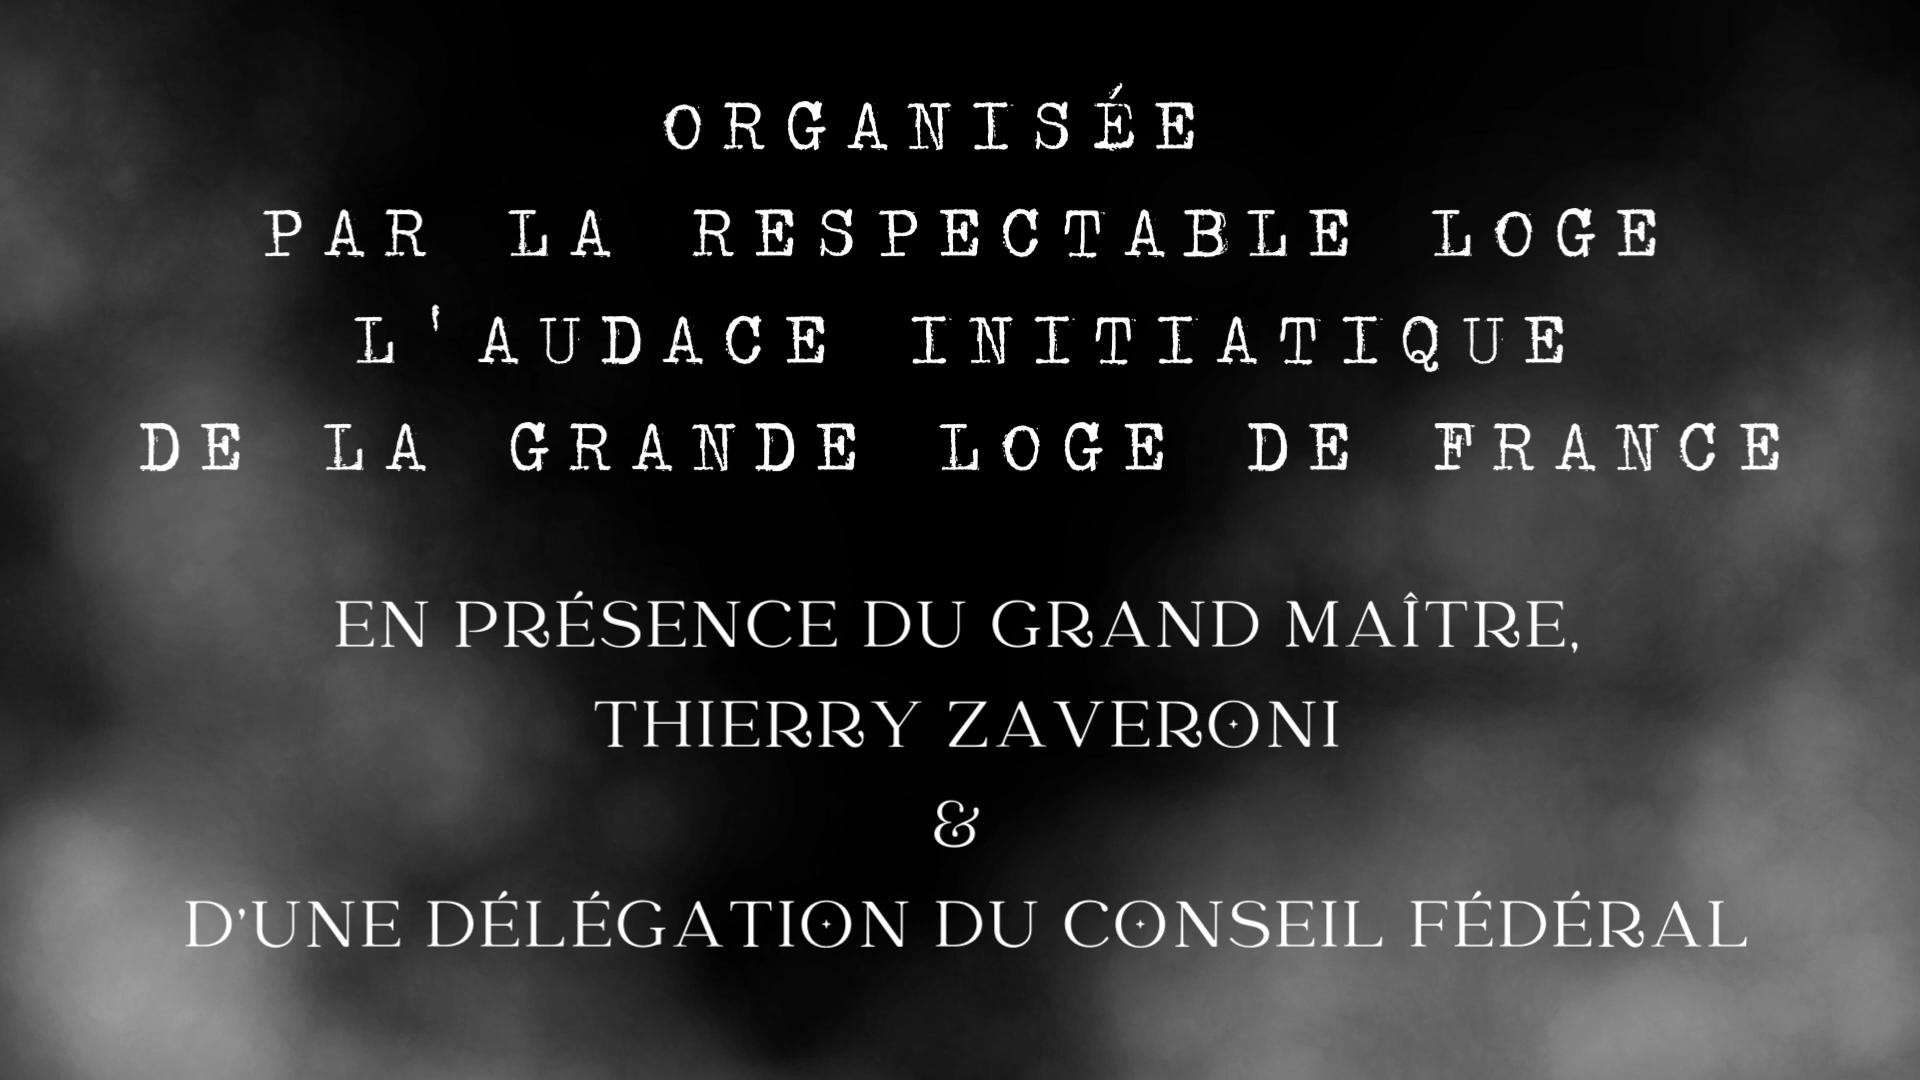 ORGANISÉE
PAR LA RESPECTABLE LOGE
L'AUDACE INITIATIQUE
DE LA GRANDE LOGE DE FRANCE
EN PRÉSENCE DU GRAND MAÎTRE,
THIERRY ZAVERONI
&
D'UNE DÉLÉGATION DU CONSEIL FÉDÉRAL